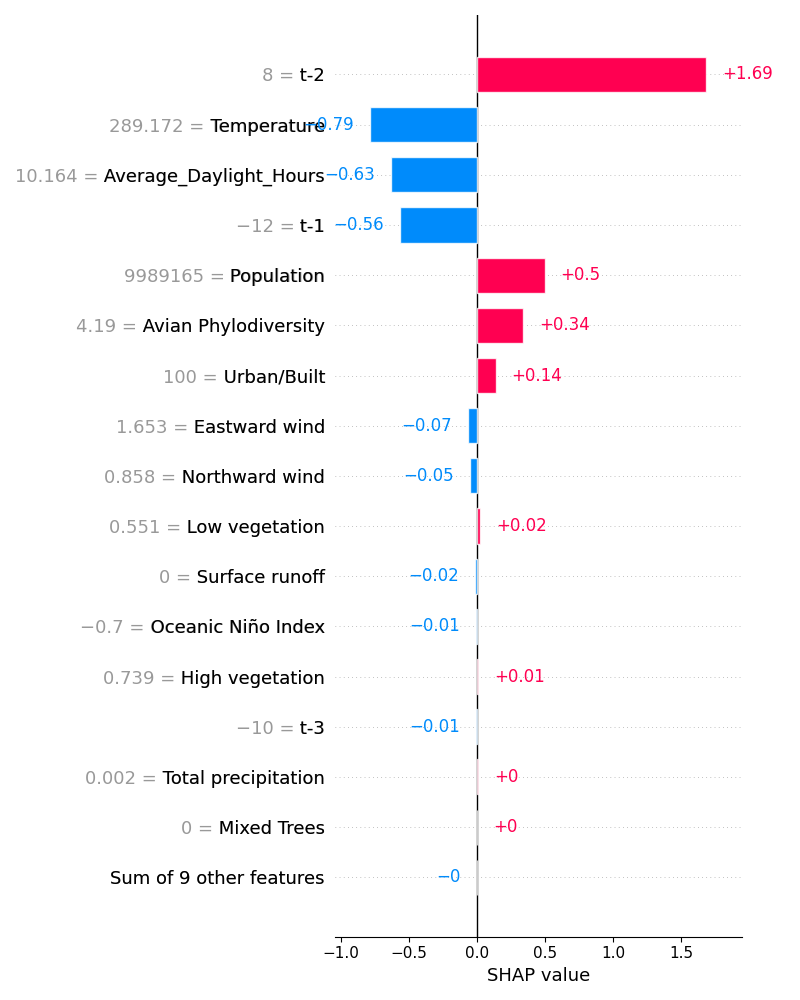 8 = t-2 +1.69
289.172 = Temperature −0.79
10.164 = Average_Daylight_Hours −0.63
−12 = t-1 −0.56
9989165 = Population +0.5
4.19 = Avian Phylodiversity +0.34
100 = Urban/Built +0.14
1.653 = Eastward wind −0.07
0.858 = Northward wind −0.05
0.551 = Low vegetation +0.02
0 = Surface runoff −0.02
−0.7 = Oceanic Niño Index −0.01
0.739 = High vegetation +0.01
−10 = t-3 −0.01
0.002 = Total precipitation +0
0 = Mixed Trees +0
Sum of 9 other features −0
−1.0 −0.5 0.0 0.5 1.0 1.5
SHAP value